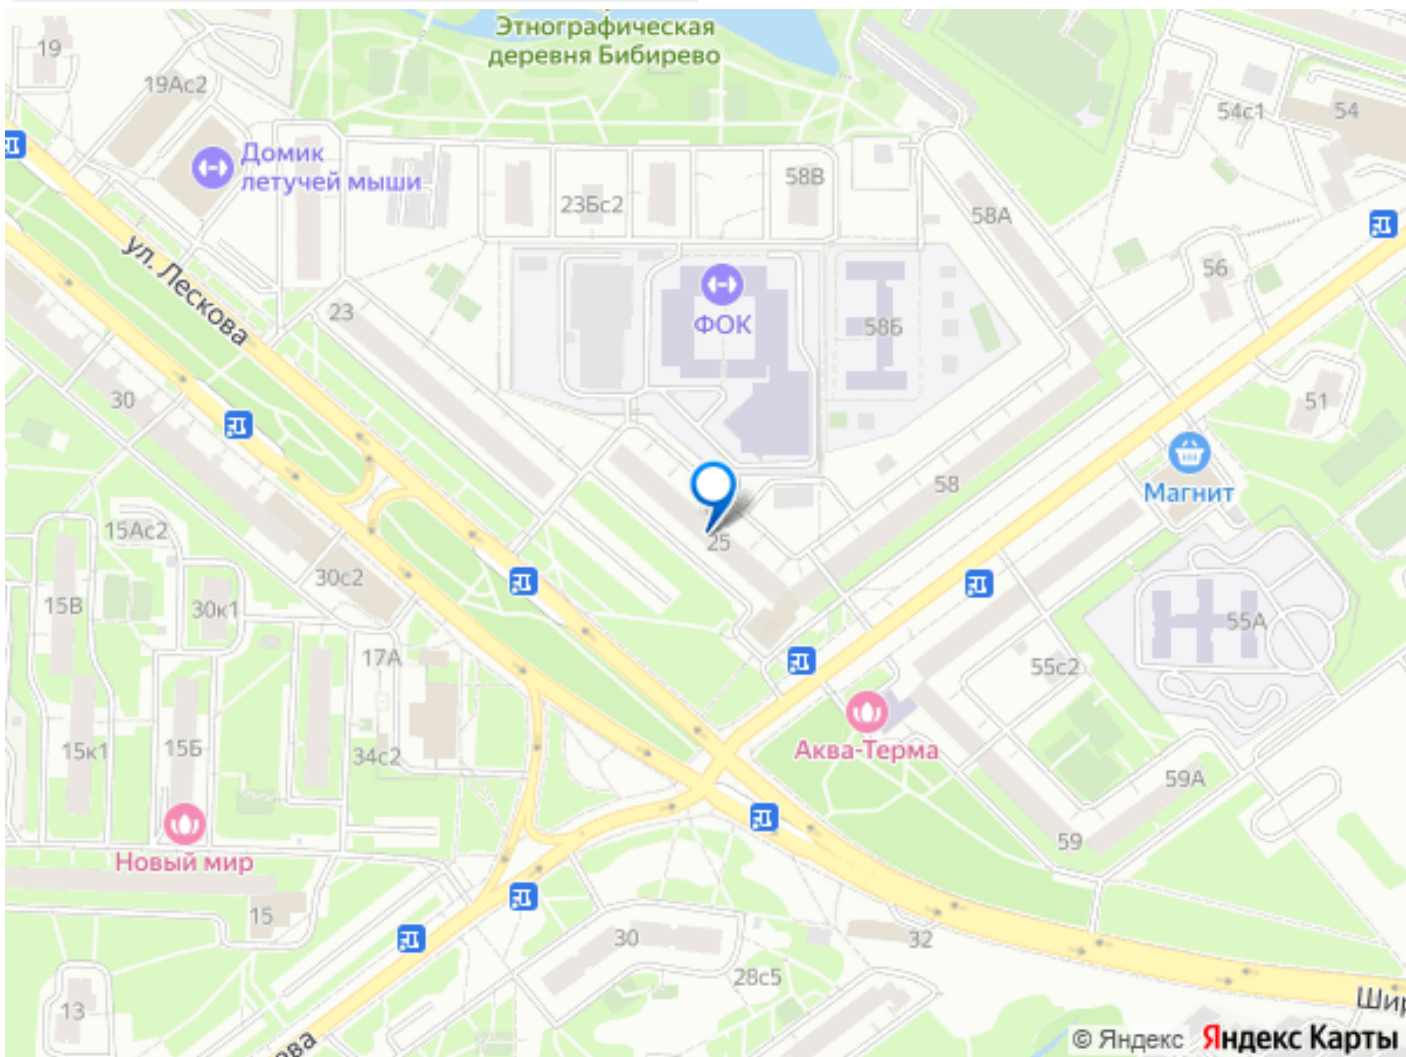 Этнографическая
деревня Бибирево
19
19Ас2
54с1
54
Домик
летучей мыши
58В
23Бс2
58А
ул. Лескова
56
23
ФОК
58Б
30
51
Магнит
58
15Ас2
25
30с2
15В
30к1
55А
17А
55с2
15к1
15Б
34с2
Аква-Терма
59А
Новый мир
59
15
30
32
28с5
13
Шир
ова
© Яндекс Яндекс Карты